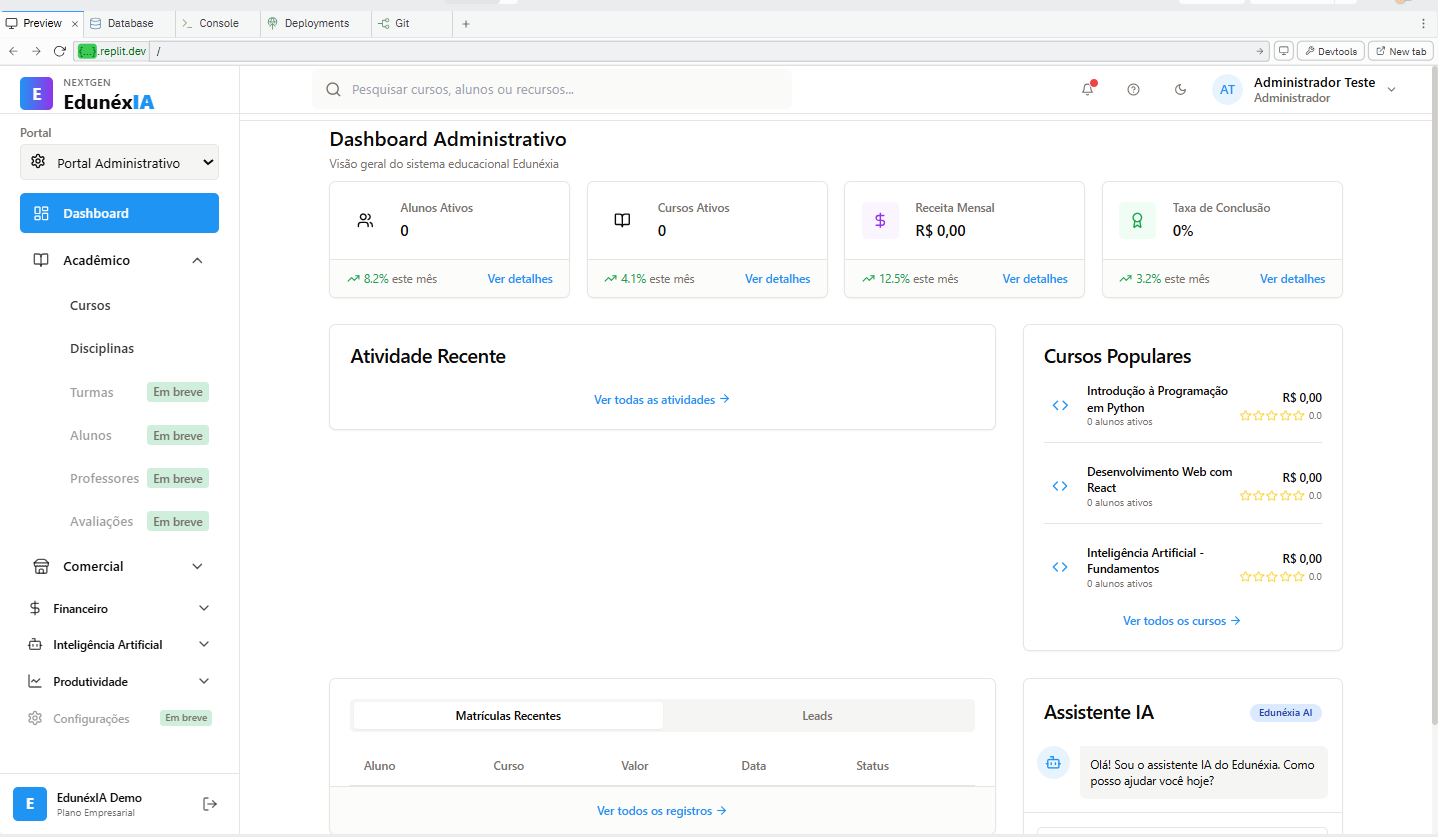 Preview
Database
Console
Deployments
Git
{...}.replit.dev /
Devtools
New tab
NEXTGEN
EdunéxIA
Portal
Portal Administrativo
Dashboard
Acadêmico
Cursos
Disciplinas
Turmas Em breve
Alunos Em breve
Professores Em breve
Avaliações Em breve
Comercial
Financeiro
Inteligência Artificial
Produtividade
Configurações Em breve
E
EdunéxIA Demo
Plano Empresarial
Pesquisar cursos, alunos ou recursos...
AT
Administrador Teste
Administrador
Dashboard Administrativo
Visão geral do sistema educacional Edunéxia
Alunos Ativos
0
8.2% este mês Ver detalhes
Cursos Ativos
0
4.1% este mês Ver detalhes
Receita Mensal
R$ 0,00
12.5% este mês Ver detalhes
Taxa de Conclusão
0%
3.2% este mês Ver detalhes
Atividade Recente
Ver todas as atividades →
Cursos Populares
Introdução à Programação
em Python
0 alunos ativos
R$ 0,00
0.0
Desenvolvimento Web com
React
0 alunos ativos
R$ 0,00
0.0
Inteligência Artificial -
Fundamentos
0 alunos ativos
R$ 0,00
0.0
Ver todos os cursos →
Matrículas Recentes Leads
Aluno Curso Valor Data Status
Ver todos os registros →
Assistente IA
Edunéxia AI
Olá! Sou o assistente IA do Edunéxia. Como
posso ajudar você hoje?